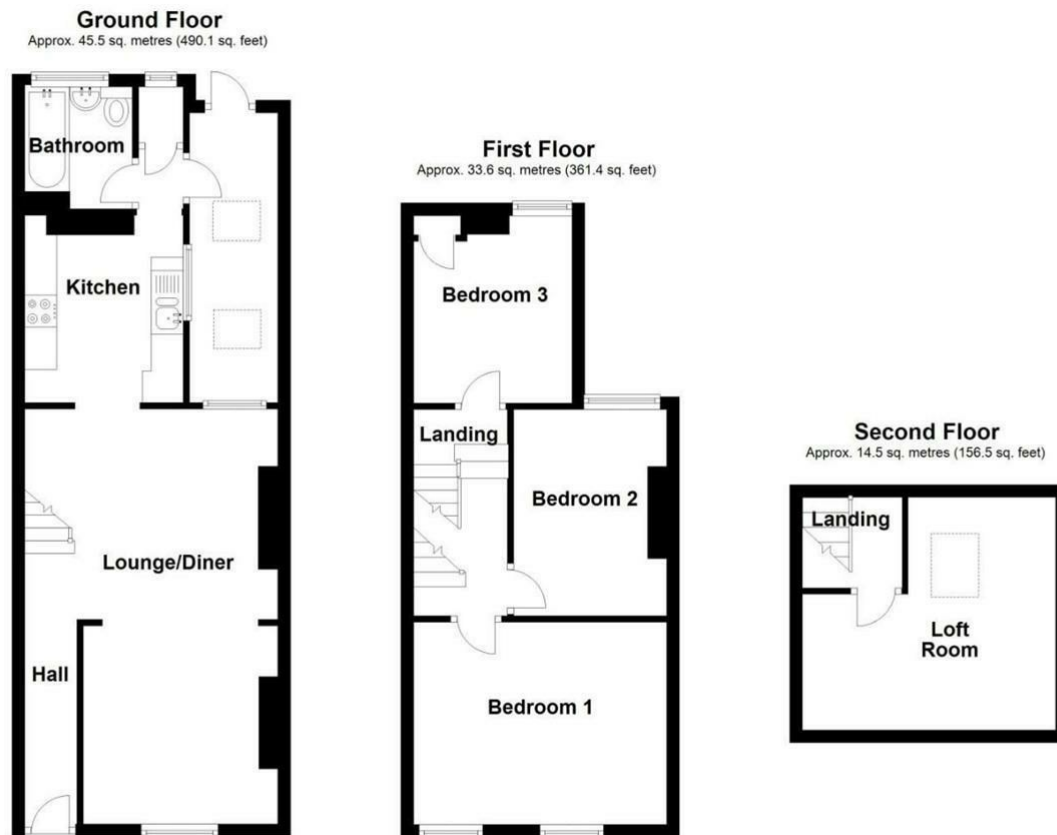 Ground Floor
Approx. 45.5 sq. metres (490.1 sq. feet)
Bathroom
Kitchen
Lounge/Diner
Hall
First Floor
Approx. 33.6 sq. metres (361.4 sq. feet)
Bedroom 3
Landing
Bedroom 2
Bedroom 1
Second Floor
Approx. 14.5 sq. metres (156.5 sq. feet)
Landing
Loft
Room